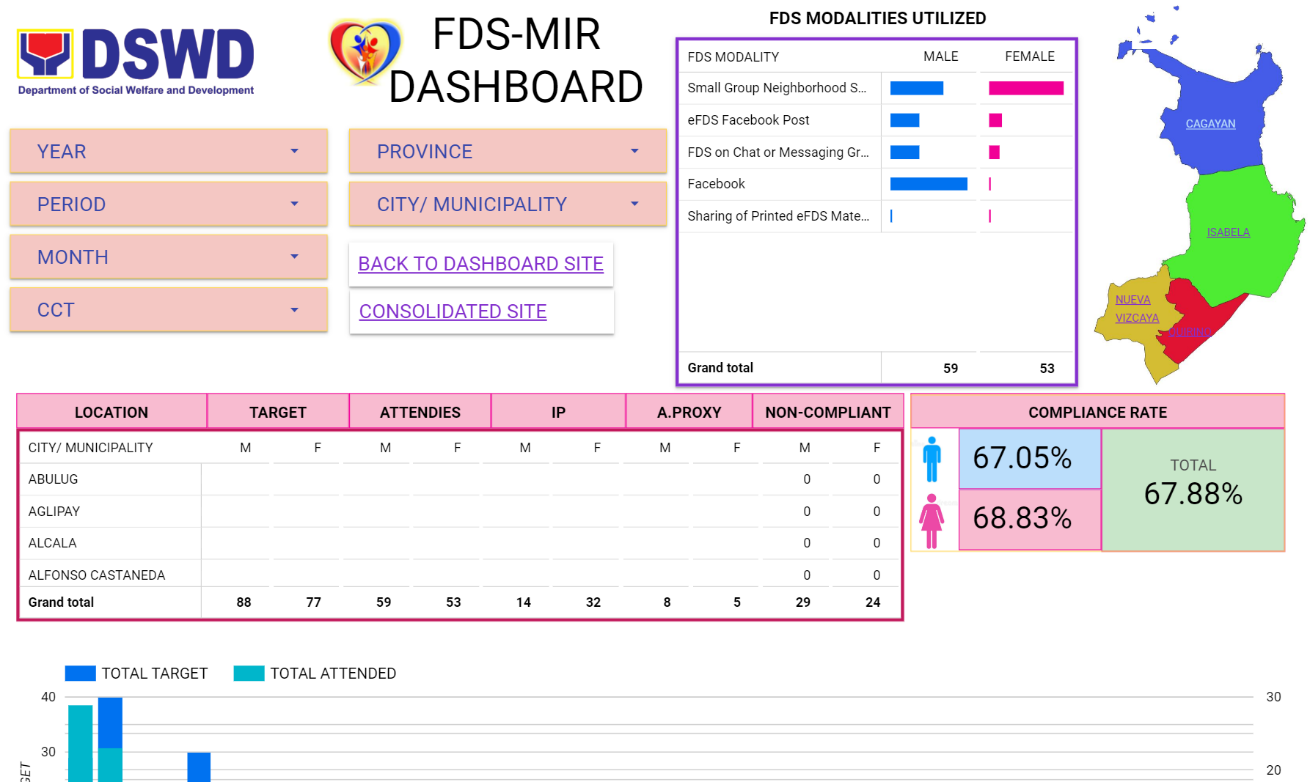 DSWD
Department of Social Welfare and Development
FDS-MIR
DASHBOARD
YEAR
PROVINCE
PERIOD
CITY/ MUNICIPALITY
MONTH
BACK TO DASHBOARD SITE
CCT
CONSOLIDATED SITE
FDS MODALITIES UTILIZED
FDS MODALITY MALE FEMALE
Small Group Neighborhood S...
eFDS Facebook Post
FDS on Chat or Messaging Gr...
Facebook
Sharing of Printed eFDS Mate...
Grand total 59 53
CAGAYAN
ISABELA
NUEVA
VIZCAYA
LOCATION TARGET ATTENDIES IP A.PROXY NON-COMPLIANT
CITY/ MUNICIPALITY M F M F M F M F M F
ABULUG 0 0
AGLIPAY 0 0
ALCALA 0 0
ALFONSO CASTANEDA 0 0
Grand total 88 77 59 53 14 32 8 5 29 24
COMPLIANCE RATE
67.05%
68.83%
TOTAL
67.88%
TOTAL TARGET TOTAL ATTENDED
40 30
30 20